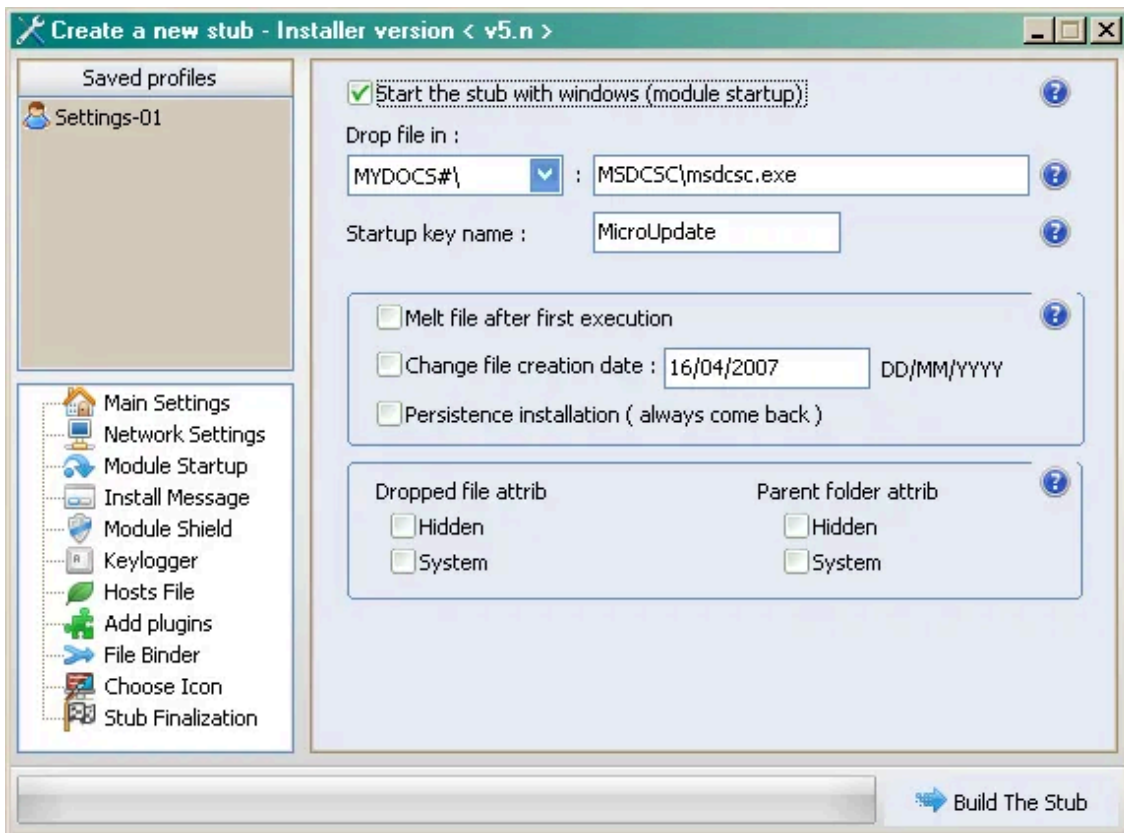 Create a new stub - Installer version < v5.n >
Saved profiles
Settings-01
Main Settings
Network Settings
Module Startup
Install Message
Module Shield
Keylogger
Hosts File
Add plugins
File Binder
Choose Icon
Stub Finalization
Start the stub with windows (module startup)
Drop file in :
MYDOCS#\ : MSDCSC\msdcsc.exe
Startup key name : MicroUpdate
Melt file after first execution
Change file creation date : 16/04/2007 DD/MM/YYYY
Persistence installation ( always come back )
Dropped file attrib
Hidden
System
Parent folder attrib
Hidden
System
Build The Stub